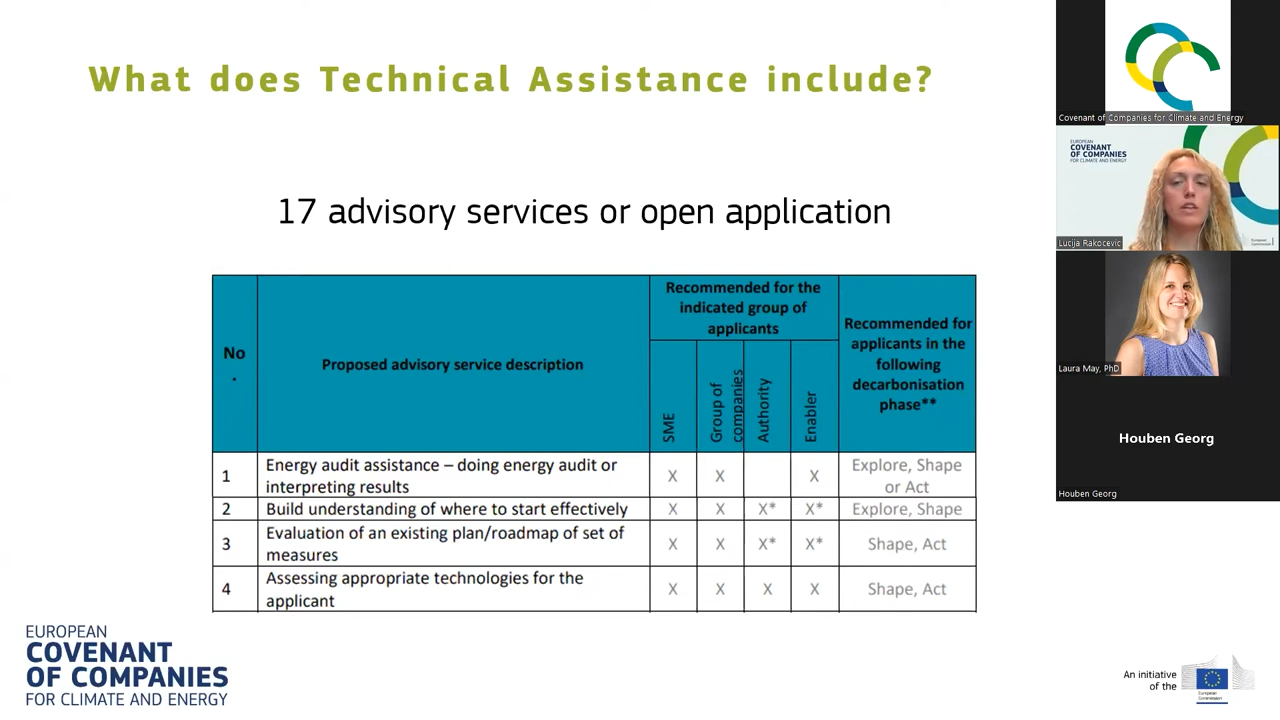 What does Technical Assistance include?
17 advisory services or open application
No
.
Proposed advisory service description
Recommended for the
indicated group of
applicants
SME
Group of
companies
Authority
Enabler
Recommended for
applicants in the
following
decarbonisation
phase**
1
Energy audit assistance – doing energy audit or
interpreting results
X X X
Explore, Shape
or Act
2 Build understanding of where to start effectively X X X* X* Explore, Shape
3
Evaluation of an existing plan/roadmap of set of
measures
X X X* X* Shape, Act
4
Assessing appropriate technologies for the
applicant
X X X X Shape, Act
EUROPEAN
COVENANT
OF COMPANIES
FOR CLIMATE AND ENERGY
An initiative
of the
European
Commission
Covenant of Companies for Climate and Energy
EUROPEAN
COVENANT
OF COMPANIES
FOR CLIMATE AND ENERGY
European
Commission
Lucija Rakocevic
Laura May, PhD
Houben Georg
Houben Georg